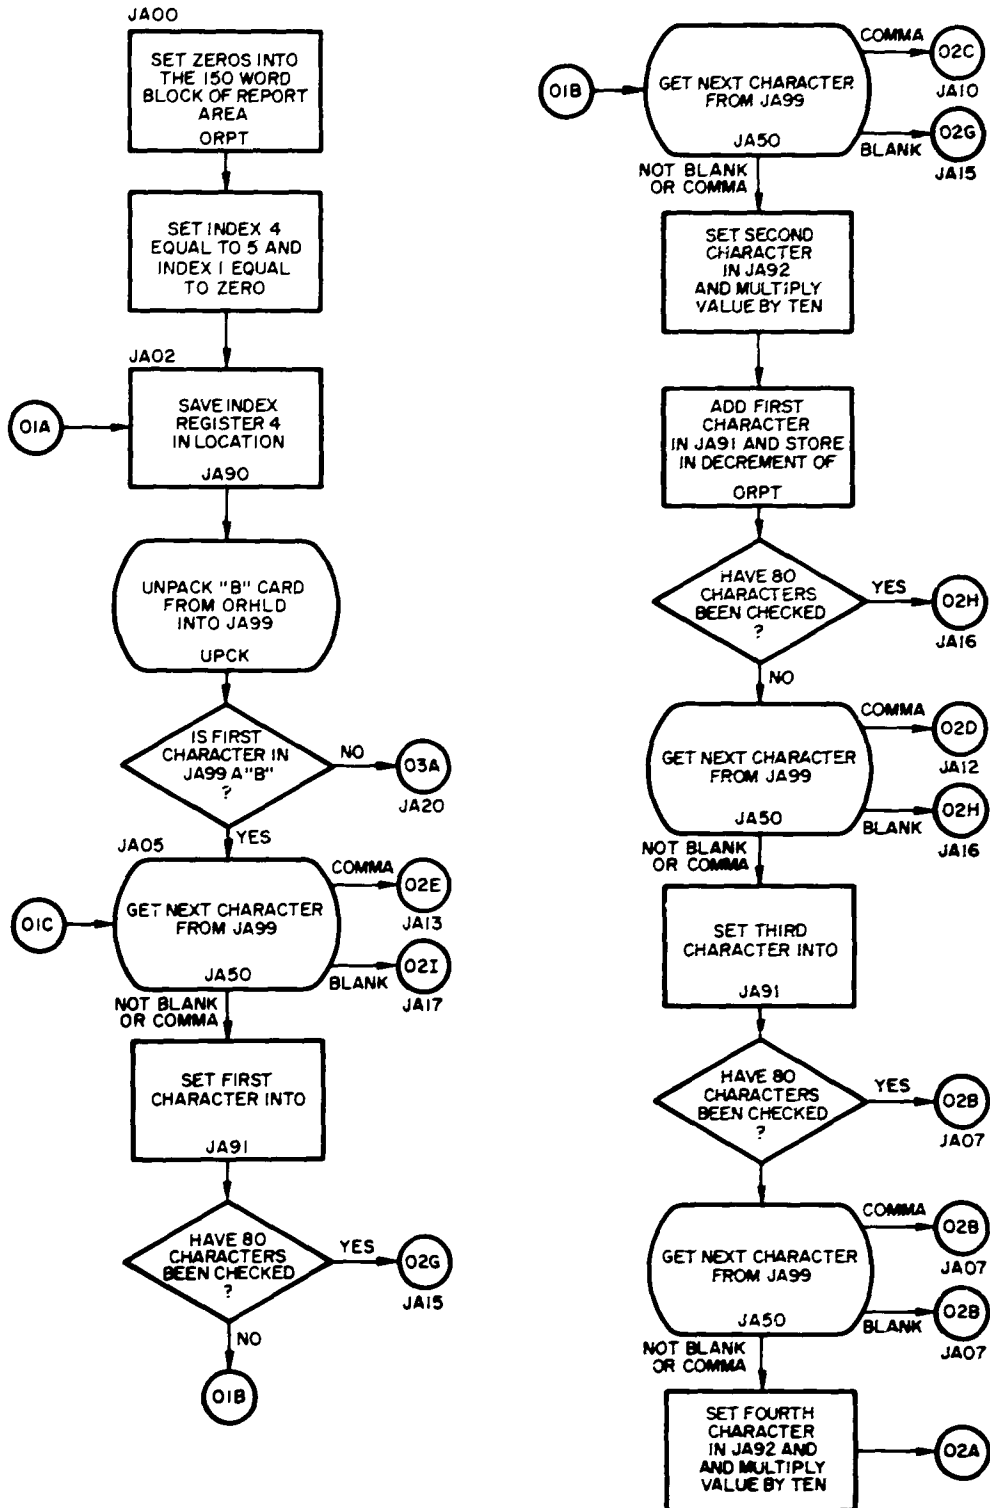 JA00
SET ZEROS INTO
THE 150 WORD
BLOCK OF REPORT
AREA
ORPT
SET INDEX 4
EQUAL TO 5 AND
INDEX 1 EQUAL
TO ZERO
JA02
01A
SAVE INDEX
REGISTER 4
IN LOCATION
JA90
UNPACK "B" CARD
FROM ORHLD
INTO JA99
UPCK
IS FIRST
CHARACTER IN
JA99 A "B"
?
NO
03A
JA20
YES
JA05
01C
GET NEXT CHARACTER
FROM JA99
JA50
COMMA
02E
JA13
BLANK
02I
JA17
NOT BLANK
OR COMMA
SET FIRST
CHARACTER INTO
JA91
HAVE 80
CHARACTERS
BEEN CHECKED
?
YES
02G
JA15
NO
01B
01B
GET NEXT CHARACTER
FROM JA99
JA50
COMMA
02C
JA10
BLANK
02G
JA15
NOT BLANK
OR COMMA
SET SECOND
CHARACTER
IN JA92
AND MULTIPLY
VALUE BY TEN
ADD FIRST
CHARACTER
IN JA91 AND STORE
IN DECREMENT OF
ORPT
HAVE 80
CHARACTERS
BEEN CHECKED
?
YES
02H
JA16
NO
GET NEXT CHARACTER
FROM JA99
JA50
COMMA
02D
JA12
BLANK
02H
JA16
NOT BLANK
OR COMMA
SET THIRD
CHARACTER INTO
JA91
HAVE 80
CHARACTERS
BEEN CHECKED
?
YES
02B
JA07
GET NEXT CHARACTER
FROM JA99
JA50
COMMA
02B
JA07
BLANK
02B
JA07
NOT BLANK
OR COMMA
SET FOURTH
CHARACTER
IN JA92 AND
AND MULTIPLY
VALUE BY TEN
02A